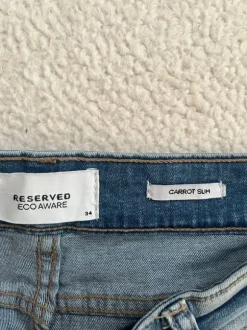 RESERVED
ECO AWARE
34
CARROT SLIM